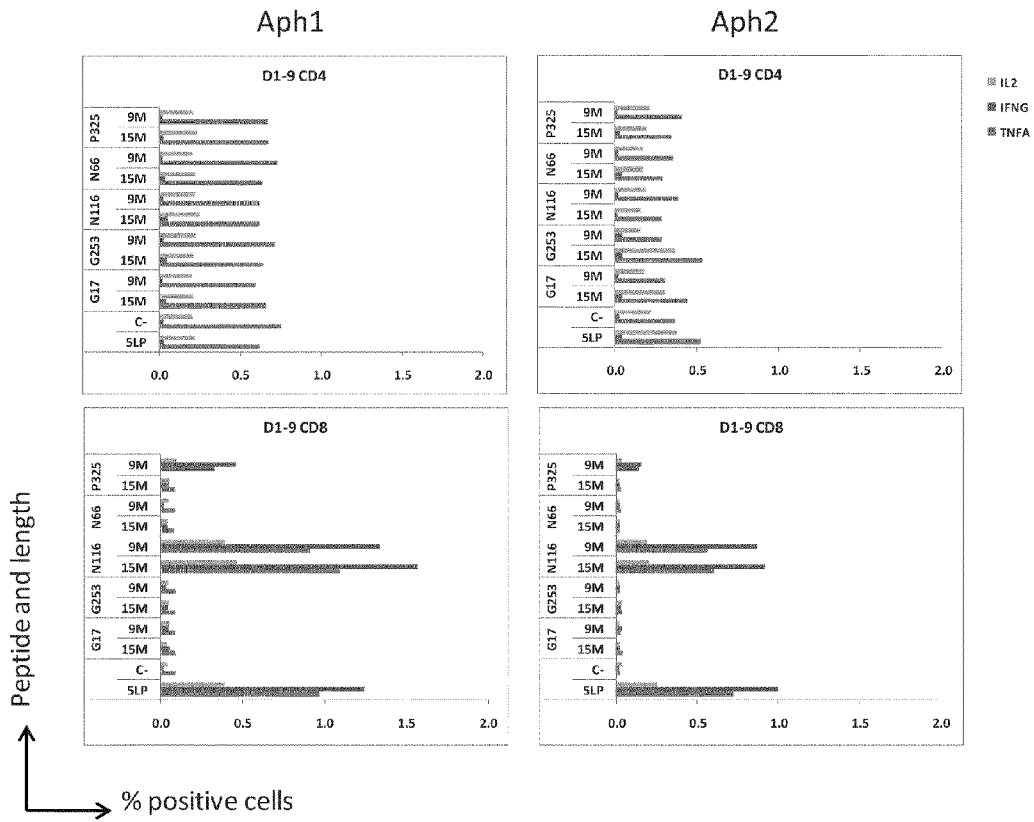 Aph1
Aph2
D1-9 CD4
P325
9M
15M
N66
9M
15M
N116
9M
15M
G253
9M
15M
G17
9M
15M
C-
5LP
0.0 0.5 1.0 1.5 2.0
D1-9 CD4
P325
9M
15M
N66
9M
15M
N116
9M
15M
G253
9M
15M
G17
9M
15M
C-
5LP
0.0 0.5 1.0 1.5 2.0
IL2
IFNG
TNFA
D1-9 CD8
P325
9M
15M
N66
9M
15M
N116
9M
15M
G253
9M
15M
G17
9M
15M
C-
5LP
0.0 0.5 1.0 1.5 2.0
D1-9 CD8
P325
9M
15M
N66
9M
15M
N116
9M
15M
G253
9M
15M
G17
9M
15M
C-
5LP
0.0 0.5 1.0 1.5 2.0
Peptide and length
% positive cells